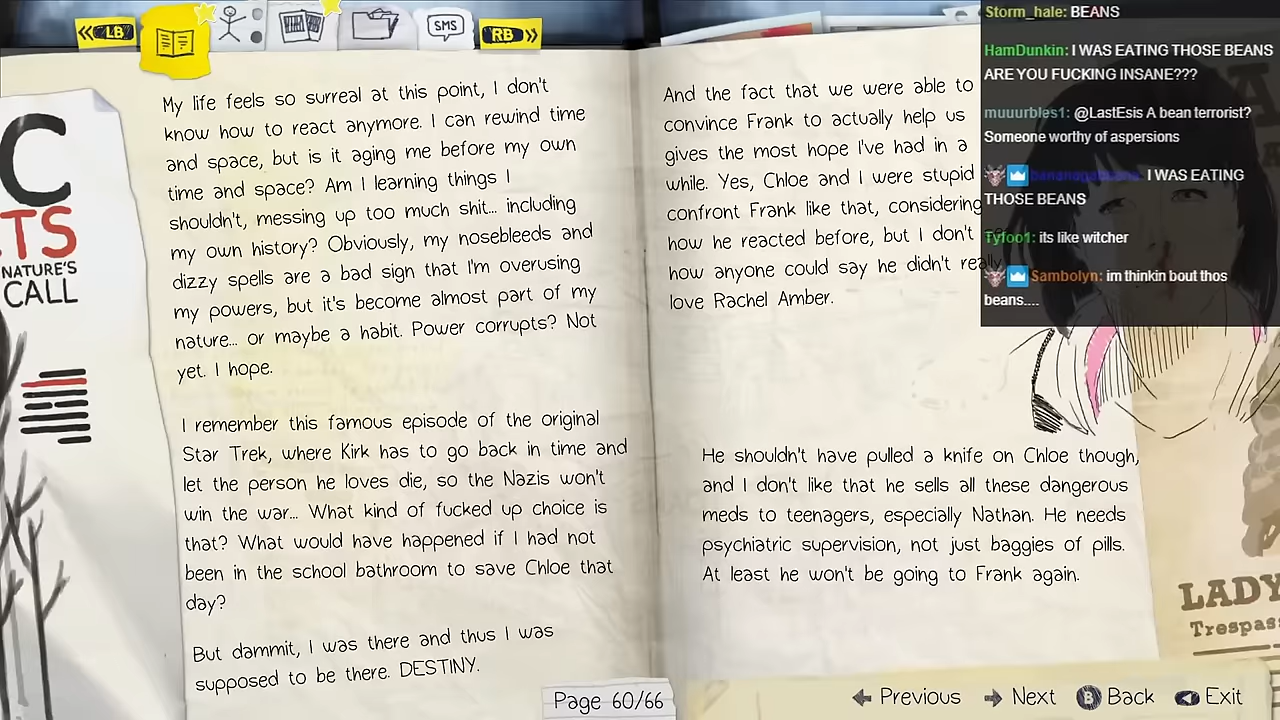 LB
SMS
RB
C
TS
NATURE'S
CALL
My life feels so surreal at this point, I don't
know how to react anymore. I can rewind time
and space, but is it aging me before my own
time and space? Am I learning things I
shouldn't, messing up too much shit... including
my own history? Obviously, my nosebleeds and
dizzy spells are a bad sign that I'm overusing
my powers, but it's become almost part of my
nature... or maybe a habit. Power corrupts? Not
yet. I hope.
I remember this famous episode of the original
Star Trek, where Kirk has to go back in time and
let the person he loves die, so the Nazis won't
win the war... What kind of fucked up choice is
that? What would have happened if I had not
been in the school bathroom to save Chloe that
day?
But dammit, I was there and thus I was
supposed to be there. DESTINY.
And the fact that we were able to
convince Frank to actually help us
gives the most hope I've had in a
while. Yes, Chloe and I were stupid
confront Frank like that, considering
how he reacted before, but I don't
how anyone could say he didn't really
love Rachel Amber.
He shouldn't have pulled a knife on Chloe though,
and I don't like that he sells all these dangerous
meds to teenagers, especially Nathan. He needs
psychiatric supervision, not just baggies of pills.
At least he won't be going to Frank again.
Storm_hale: BEANS
HamDunkin: I WAS EATING THOSE BEANS
ARE YOU FUCKING INSANE???
muuurbles1: @LastEsis A bean terrorist?
Someone worthy of aspersions
I WAS EATING
THOSE BEANS
Tyfoo1: its like witcher
Sambolyn: im thinkin bout thos
beans....
LADY
Trespass
Page 60/66
Previous
Next
B Back
Exit